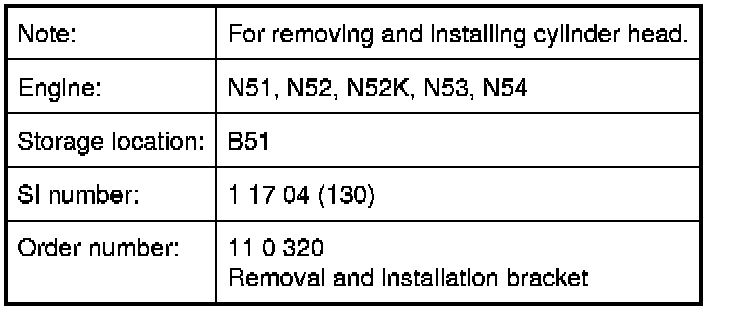 Note: For removing and installing cylinder head.
Engine: N51, N52, N52K, N53, N54
Storage location: B51
SI number: 1 17 04 (130)
Order number: 11 0 320
Removal and installation bracket